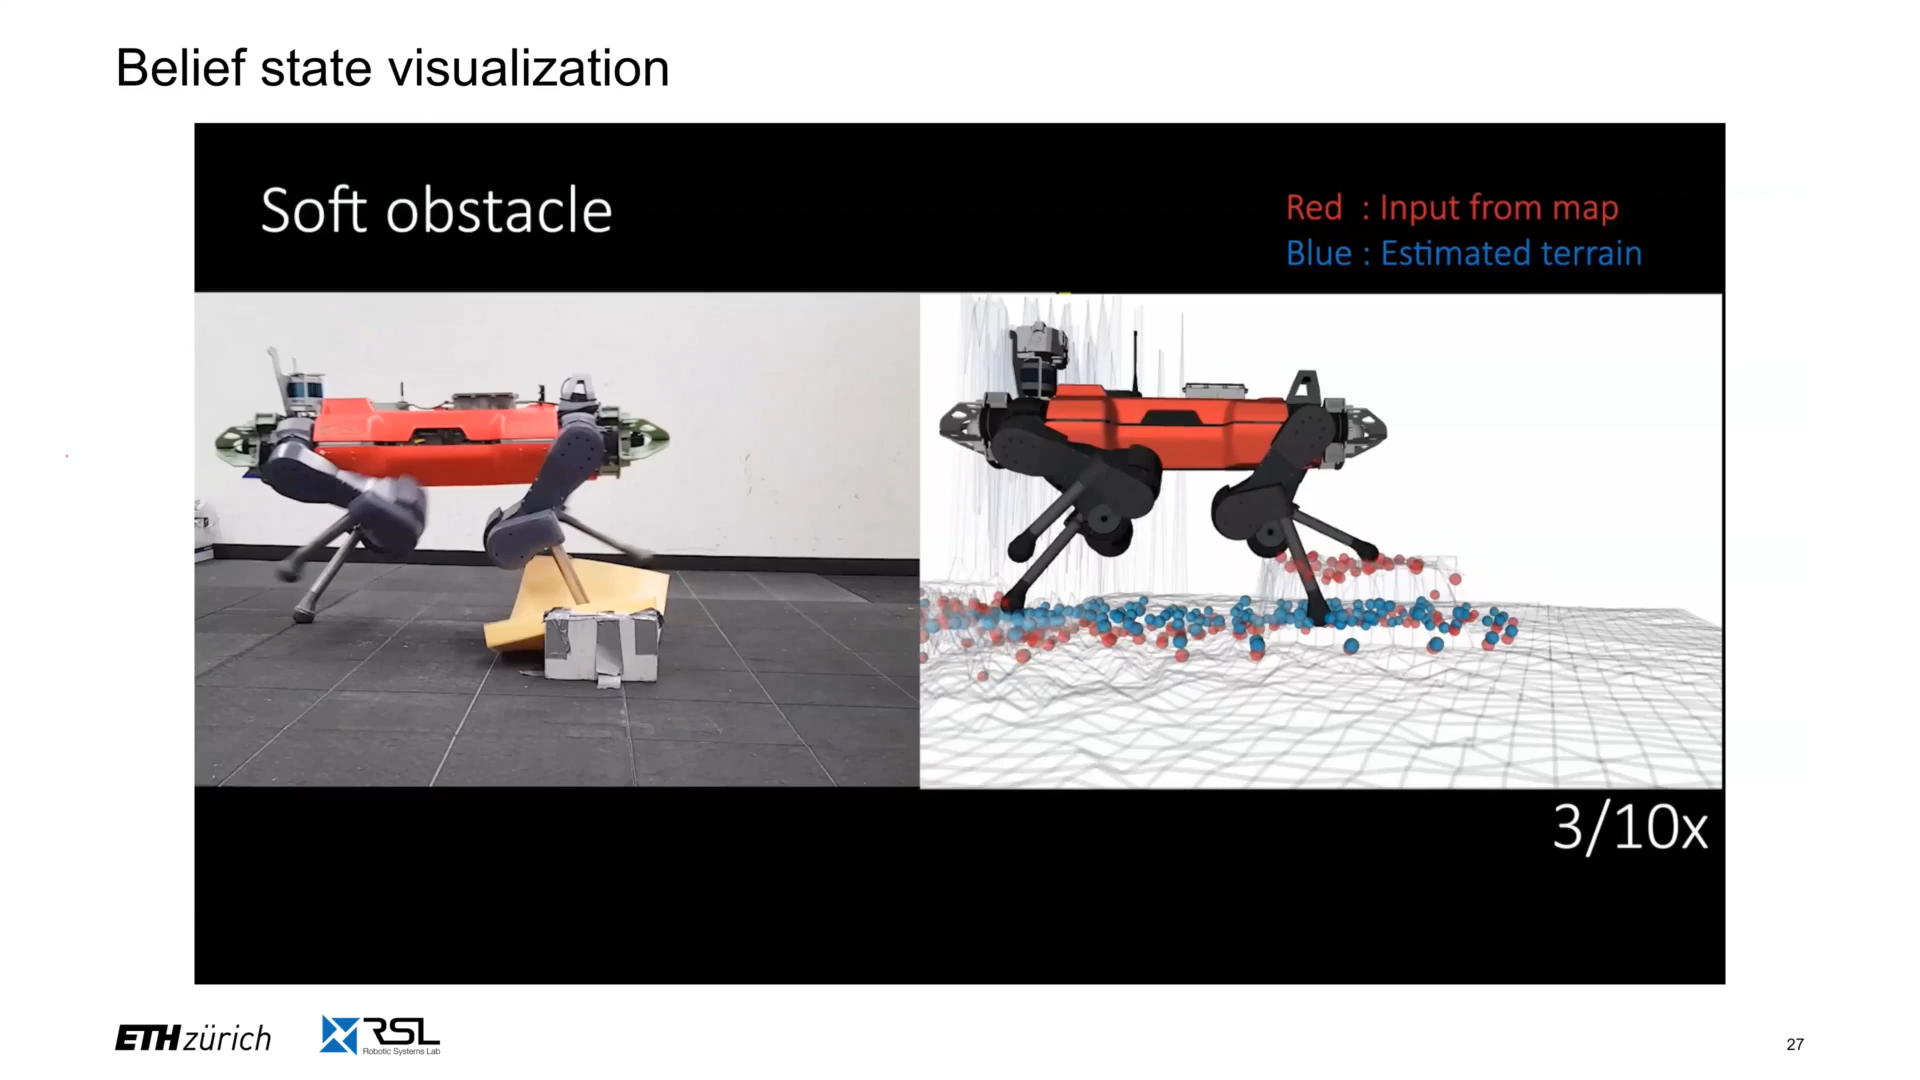 Belief state visualization
Soft obstacle
Red : Input from map
Blue : Estimated terrain
3/10x
ETH zürich
RSL
Robotic Systems Lab
27